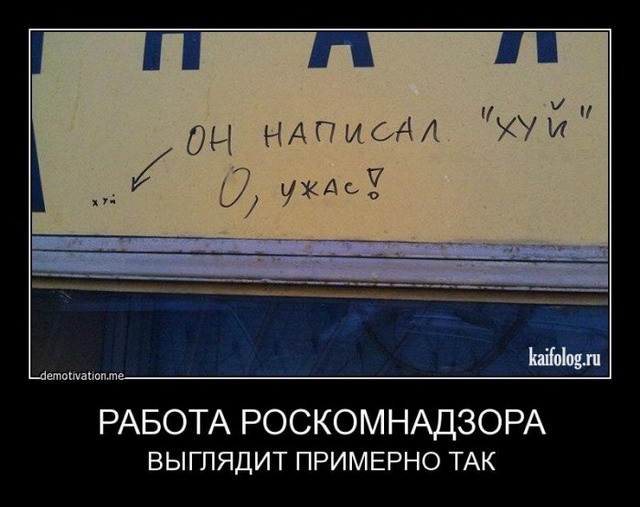 Н А Я
ОН НАПИСАЛ "ХУЙ"
О, УЖАС!
хуй
kaifolog.ru
demotivation.me
РАБОТА РОСКОМНАДЗОРА
ВЫГЛЯДИТ ПРИМЕРНО ТАК